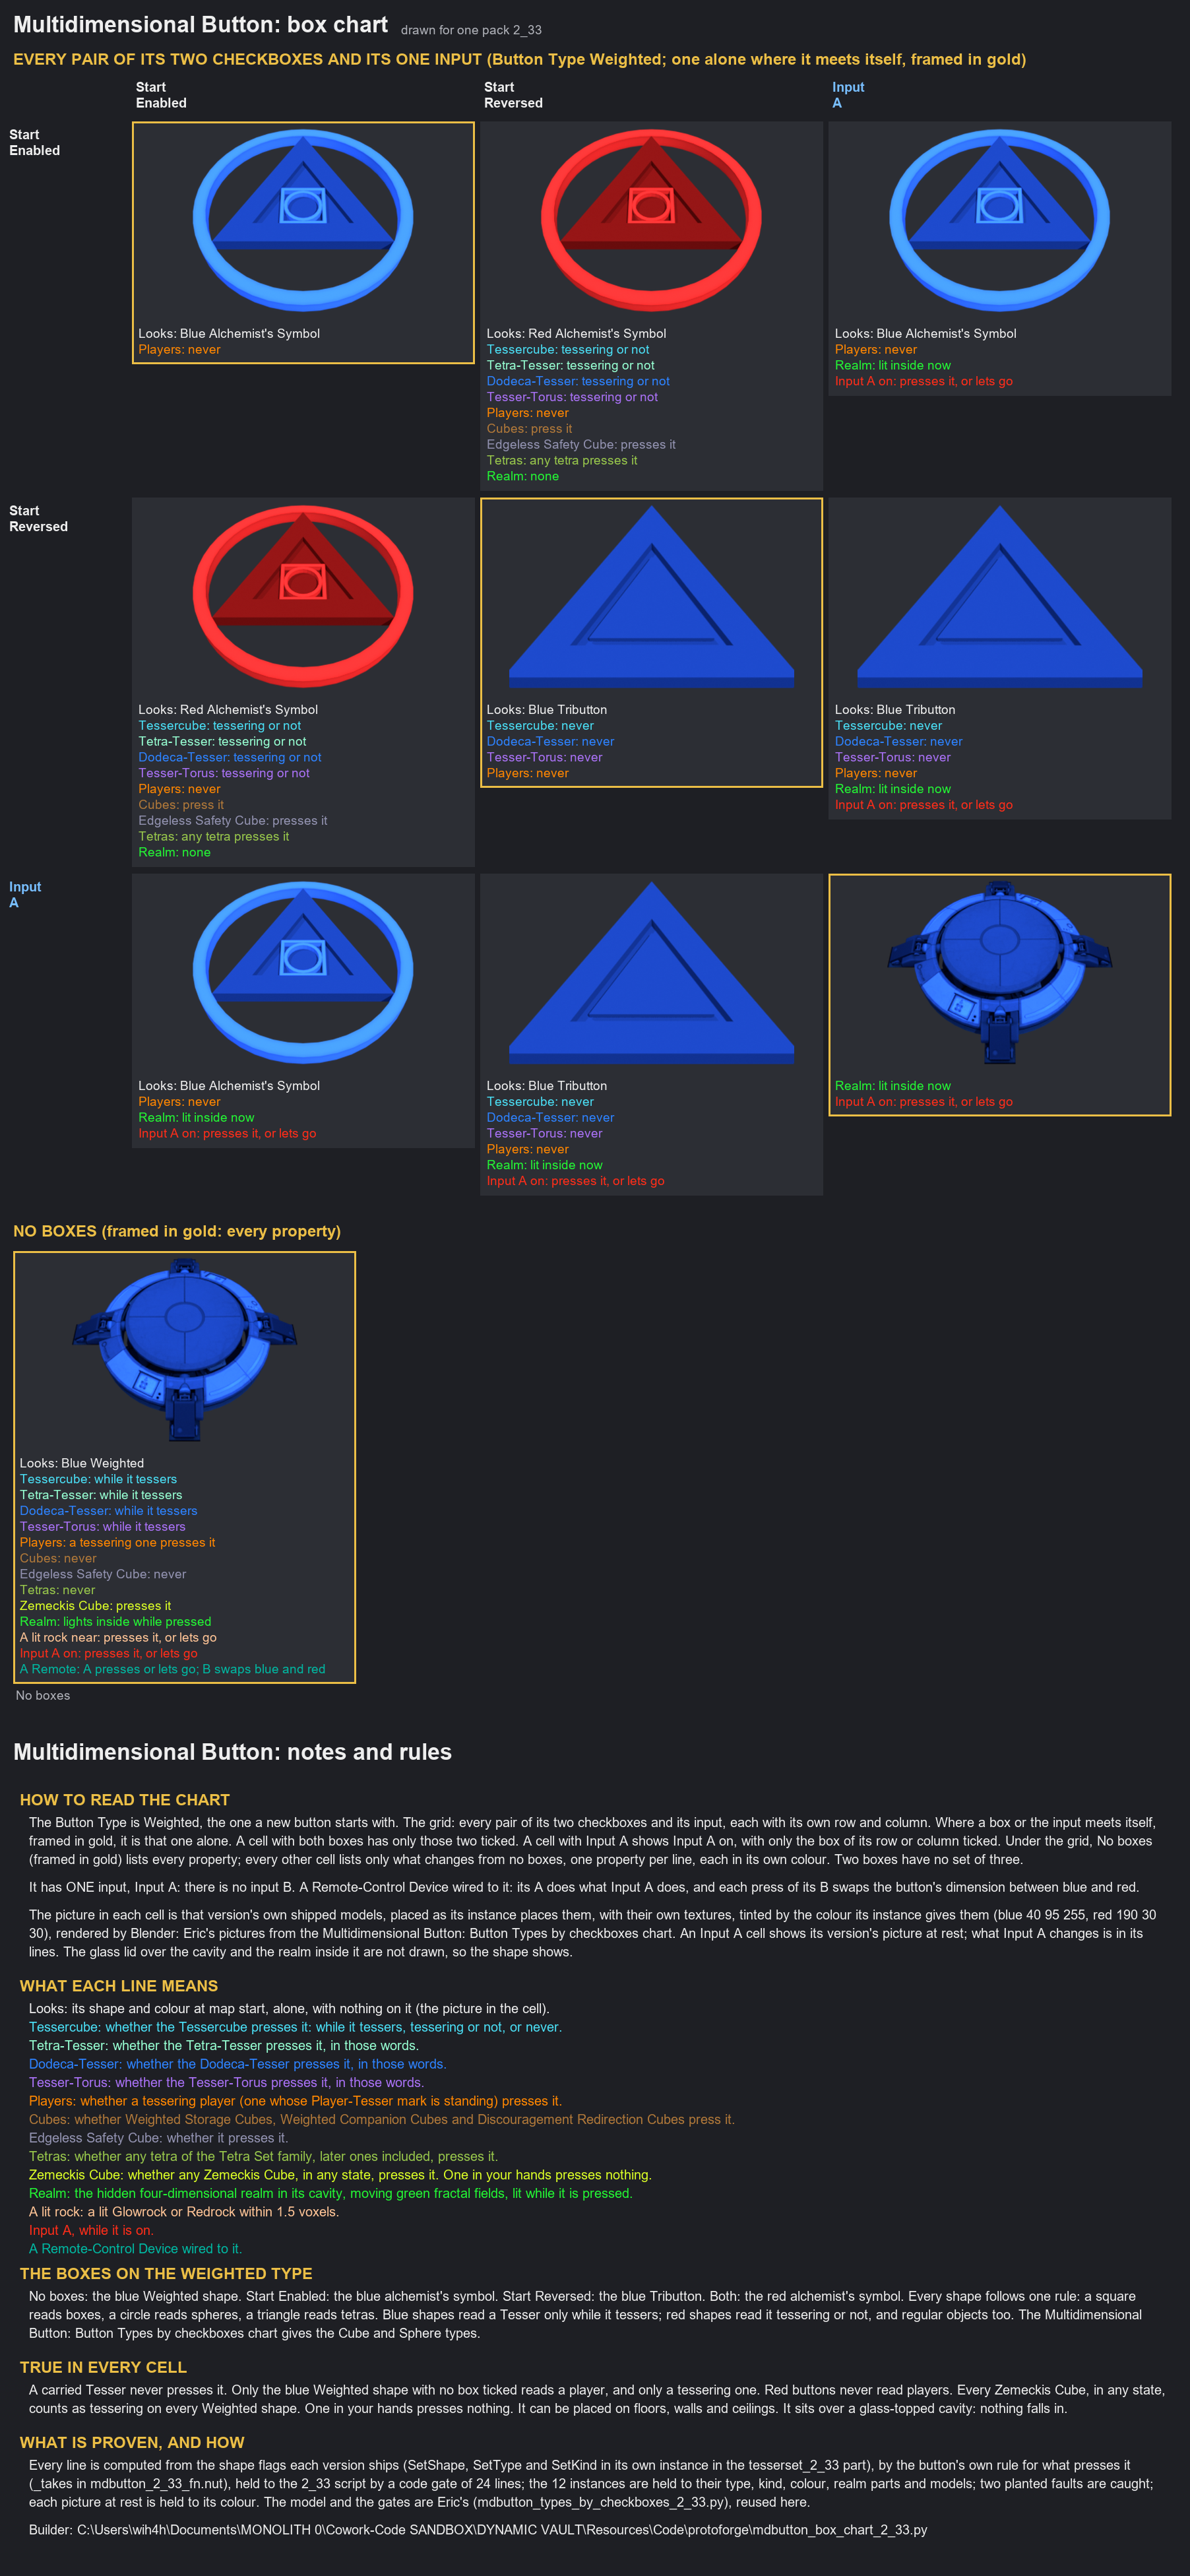 Multidimensional Button: box chart drawn for one pack 2_33
EVERY PAIR OF ITS TWO CHECKBOXES AND ITS ONE INPUT (Button Type Weighted; one alone where it meets itself, framed in gold)
Start
Enabled
Start
Reversed
Input
A
Start
Enabled
Looks: Blue Alchemist's Symbol
Players: never
Looks: Red Alchemist's Symbol
Tessercube: tessering or not
Tetra-Tesser: tessering or not
Dodeca-Tesser: tessering or not
Tesser-Torus: tessering or not
Players: never
Cubes: press it
Edgeless Safety Cube: presses it
Tetras: any tetra presses it
Realm: none
Looks: Blue Alchemist's Symbol
Players: never
Realm: lit inside now
Input A on: presses it, or lets go
Start
Reversed
Looks: Red Alchemist's Symbol
Tessercube: tessering or not
Tetra-Tesser: tessering or not
Dodeca-Tesser: tessering or not
Tesser-Torus: tessering or not
Players: never
Cubes: press it
Edgeless Safety Cube: presses it
Tetras: any tetra presses it
Realm: none
Looks: Blue Tributton
Tessercube: never
Dodeca-Tesser: never
Tesser-Torus: never
Players: never
Looks: Blue Tributton
Tessercube: never
Dodeca-Tesser: never
Tesser-Torus: never
Players: never
Realm: lit inside now
Input A on: presses it, or lets go
Input
A
Looks: Blue Alchemist's Symbol
Players: never
Realm: lit inside now
Input A on: presses it, or lets go
Looks: Blue Tributton
Tessercube: never
Dodeca-Tesser: never
Tesser-Torus: never
Players: never
Realm: lit inside now
Input A on: presses it, or lets go
Realm: lit inside now
Input A on: presses it, or lets go
NO BOXES (framed in gold: every property)
Looks: Blue Weighted
Tessercube: while it tessers
Tetra-Tesser: while it tessers
Dodeca-Tesser: while it tessers
Tesser-Torus: while it tessers
Players: a tessering one presses it
Cubes: never
Edgeless Safety Cube: never
Tetras: never
Zemeckis Cube: presses it
Realm: lights inside while pressed
A lit rock near: presses it, or lets go
Input A on: presses it, or lets go
A Remote: A presses or lets go; B swaps blue and red
No boxes
Multidimensional Button: notes and rules
HOW TO READ THE CHART
The Button Type is Weighted, the one a new button starts with. The grid: every pair of its two checkboxes and its input, each with its own row and column. Where a box or the input meets itself,
framed in gold, it is that one alone. A cell with both boxes has only those two ticked. A cell with Input A shows Input A on, with only the box of its row or column ticked. Under the grid, No boxes
(framed in gold) lists every property; every other cell lists only what changes from no boxes, one property per line, each in its own colour. Two boxes have no set of three.
It has ONE input, Input A: there is no input B. A Remote-Control Device wired to it: its A does what Input A does, and each press of its B swaps the button's dimension between blue and red.
The picture in each cell is that version's own shipped models, placed as its instance places them, with their own textures, tinted by the colour its instance gives them (blue 40 95 255, red 190 30
30), rendered by Blender: Eric's pictures from the Multidimensional Button: Button Types by checkboxes chart. An Input A cell shows its version's picture at rest; what Input A changes is in its
lines. The glass lid over the cavity and the realm inside it are not drawn, so the shape shows.
WHAT EACH LINE MEANS
Looks: its shape and colour at map start, alone, with nothing on it (the picture in the cell).
Tessercube: whether the Tessercube presses it: while it tessers, tessering or not, or never.
Tetra-Tesser: whether the Tetra-Tesser presses it, in those words.
Dodeca-Tesser: whether the Dodeca-Tesser presses it, in those words.
Tesser-Torus: whether the Tesser-Torus presses it, in those words.
Players: whether a tessering player (one whose Player-Tesser mark is standing) presses it.
Cubes: whether Weighted Storage Cubes, Weighted Companion Cubes and Discouragement Redirection Cubes press it.
Edgeless Safety Cube: whether it presses it.
Tetras: whether any tetra of the Tetra Set family, later ones included, presses it.
Zemeckis Cube: whether any Zemeckis Cube, in any state, presses it. One in your hands presses nothing.
Realm: the hidden four-dimensional realm in its cavity, moving green fractal fields, lit while it is pressed.
A lit rock: a lit Glowrock or Redrock within 1.5 voxels.
Input A, while it is on.
A Remote-Control Device wired to it.
THE BOXES ON THE WEIGHTED TYPE
No boxes: the blue Weighted shape. Start Enabled: the blue alchemist's symbol. Start Reversed: the blue Tributton. Both: the red alchemist's symbol. Every shape follows one rule: a square
reads boxes, a circle reads spheres, a triangle reads tetras. Blue shapes read a Tesser only while it tessers; red shapes read it tessering or not, and regular objects too. The Multidimensional
Button: Button Types by checkboxes chart gives the Cube and Sphere types.
TRUE IN EVERY CELL
A carried Tesser never presses it. Only the blue Weighted shape with no box ticked reads a player, and only a tessering one. Red buttons never read players. Every Zemeckis Cube, in any state,
counts as tessering on every Weighted shape. One in your hands presses nothing. It can be placed on floors, walls and ceilings. It sits over a glass-topped cavity: nothing falls in.
WHAT IS PROVEN, AND HOW
Every line is computed from the shape flags each version ships (SetShape, SetType and SetKind in its own instance in the tesserset_2_33 part), by the button's own rule for what presses it
(_takes in mdbutton_2_33_fn.nut), held to the 2_33 script by a code gate of 24 lines; the 12 instances are held to their type, kind, colour, realm parts and models; two planted faults are caught;
each picture at rest is held to its colour. The model and the gates are Eric's (mdbutton_types_by_checkboxes_2_33.py), reused here.
Builder: C:\Users\wih4h\Documents\MONOLITH 0\Cowork-Code SANDBOX\DYNAMIC VAULT\Resources\Code\protoforge\mdbutton_box_chart_2_33.py